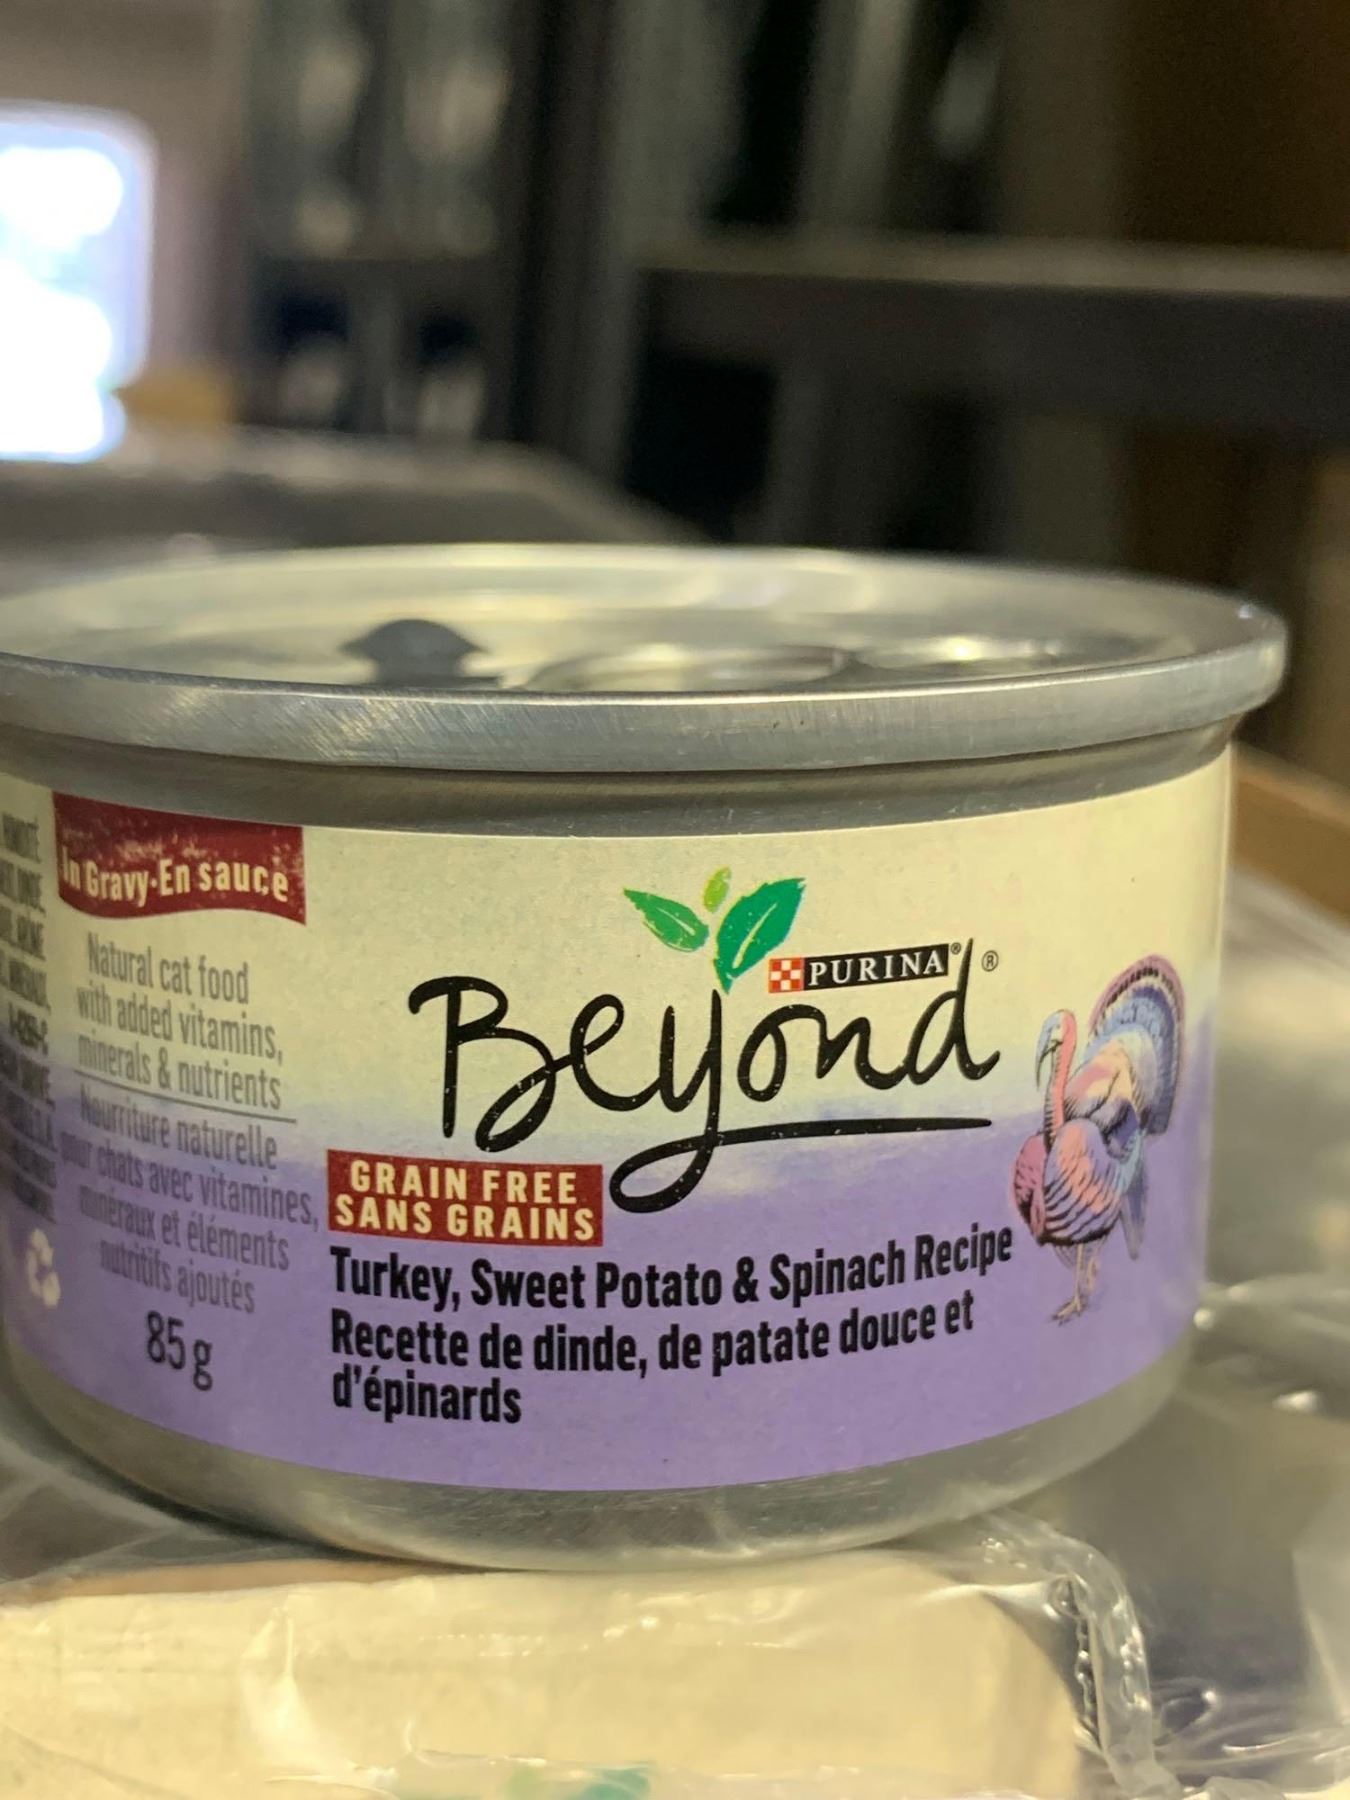 In Gravy•En sauce
Natural cat food
with added vitamins,
minerals & nutrients
Nourriture naturelle
pour chats avec vitamines,
minéraux et éléments
nutritifs ajoutés
85 g
PURINA®
Beyond®
GRAIN FREE
SANS GRAINS
Turkey, Sweet Potato & Spinach Recipe
Recette de dinde, de patate douce et
d'épinards